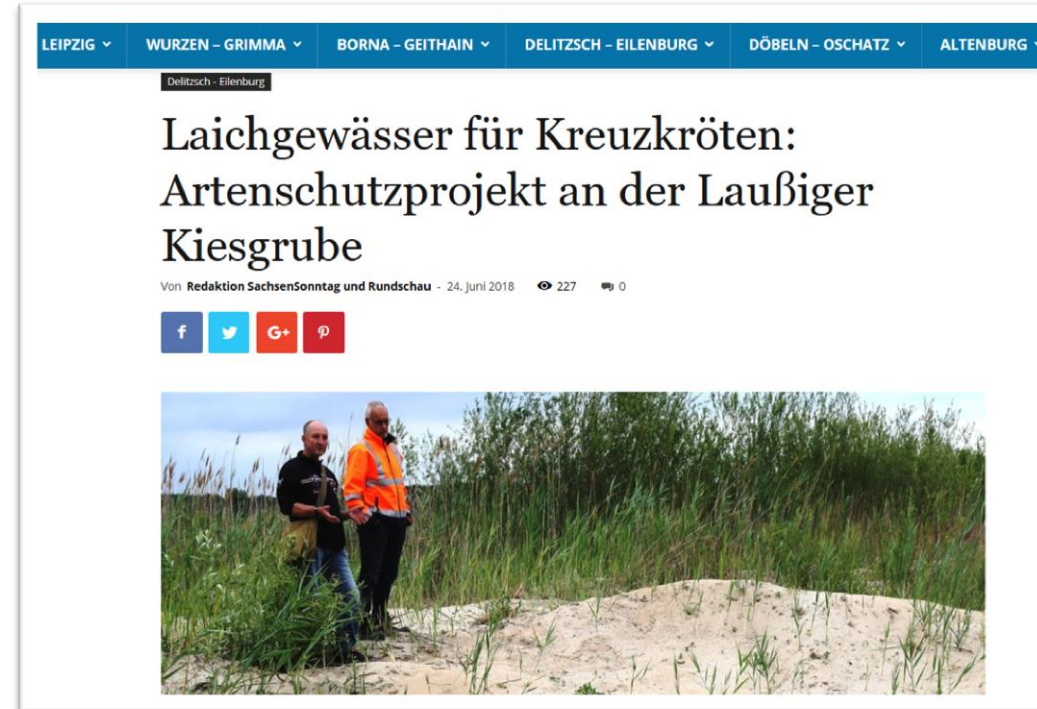 LEIPZIG
WURZEN – GRIMMA
BORNA – GEITHAIN
DELITZSCH – EILENBURG
DÖBELN – OSCHATZ
ALTENBURG
Delitzsch - Eilenburg
Laichgewässer für Kreuzkröten:
Artenschutzprojekt an der Laußiger
Kiesgrube
Von Redaktion SachsenSonntag und Rundschau - 24. Juni 2018 227 0
f G+